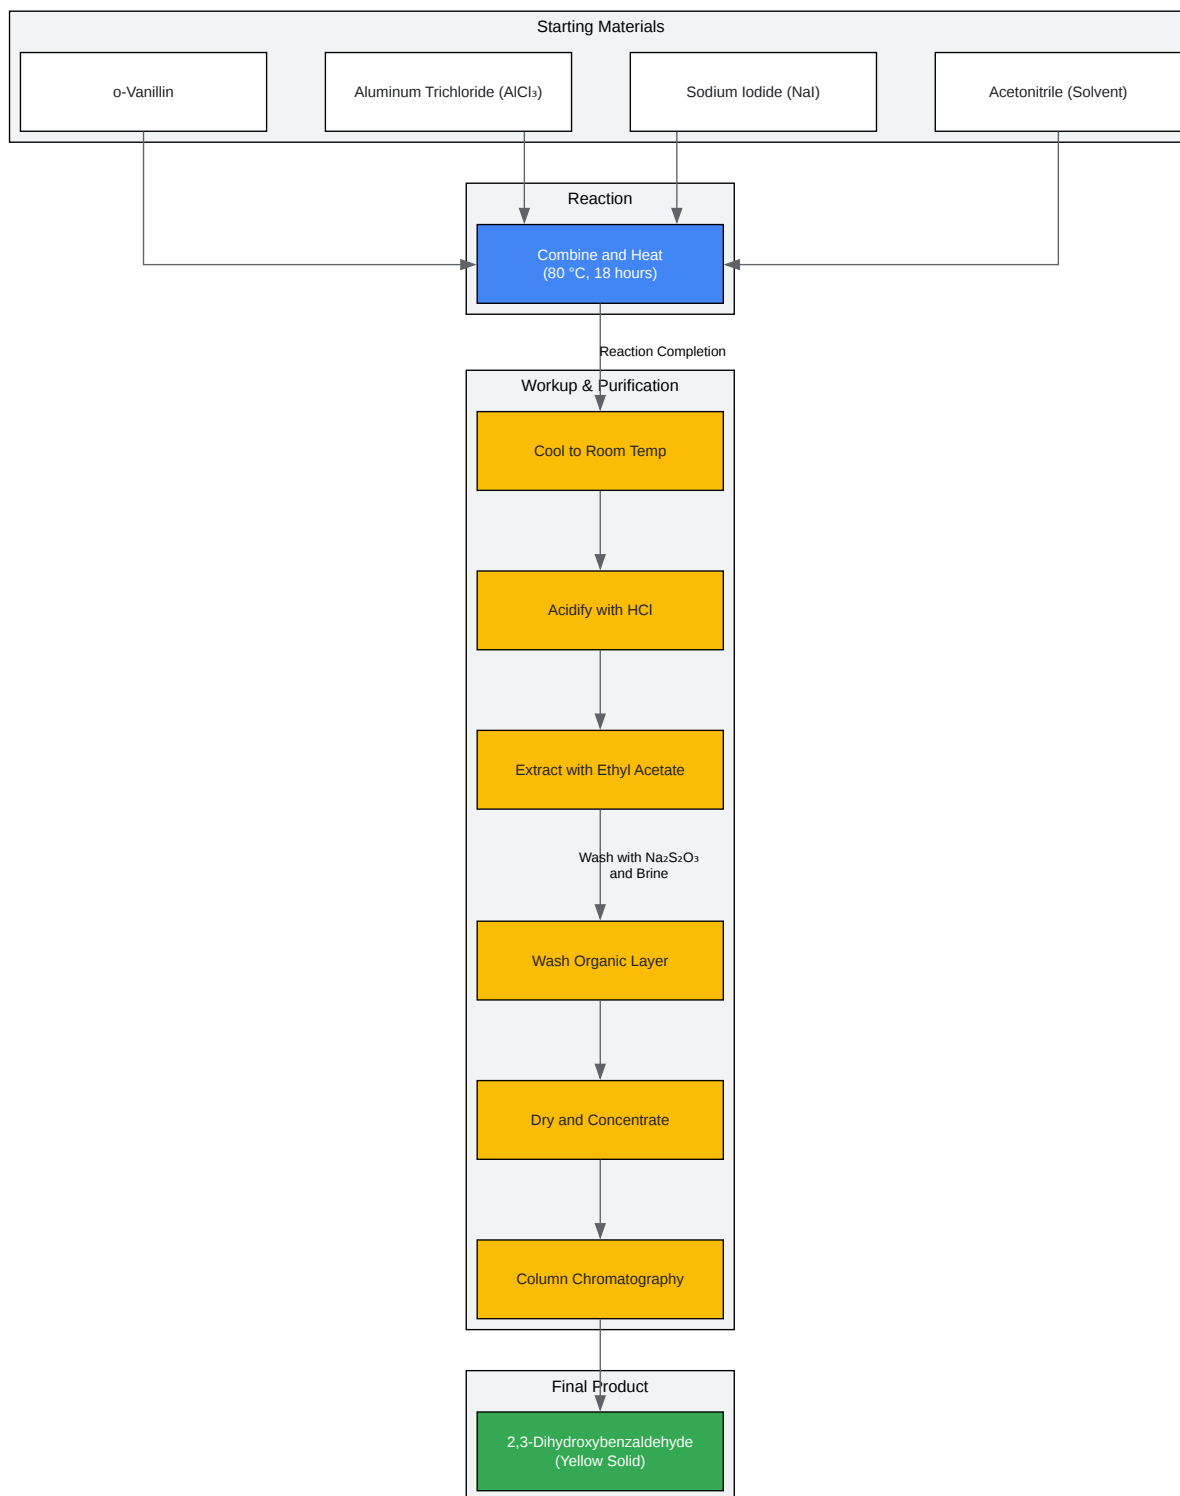 Starting Materials
o-Vanillin
Aluminum Trichloride (AlCl₃)
Sodium Iodide (NaI)
Acetonitrile (Solvent)
Reaction
Combine and Heat
(80 °C, 18 hours)
Reaction Completion
Workup & Purification
Cool to Room Temp
Acidify with HCl
Extract with Ethyl Acetate
Wash with Na₂S₂O₃
and Brine
Wash Organic Layer
Dry and Concentrate
Column Chromatography
Final Product
2,3-Dihydroxybenzaldehyde
(Yellow Solid)